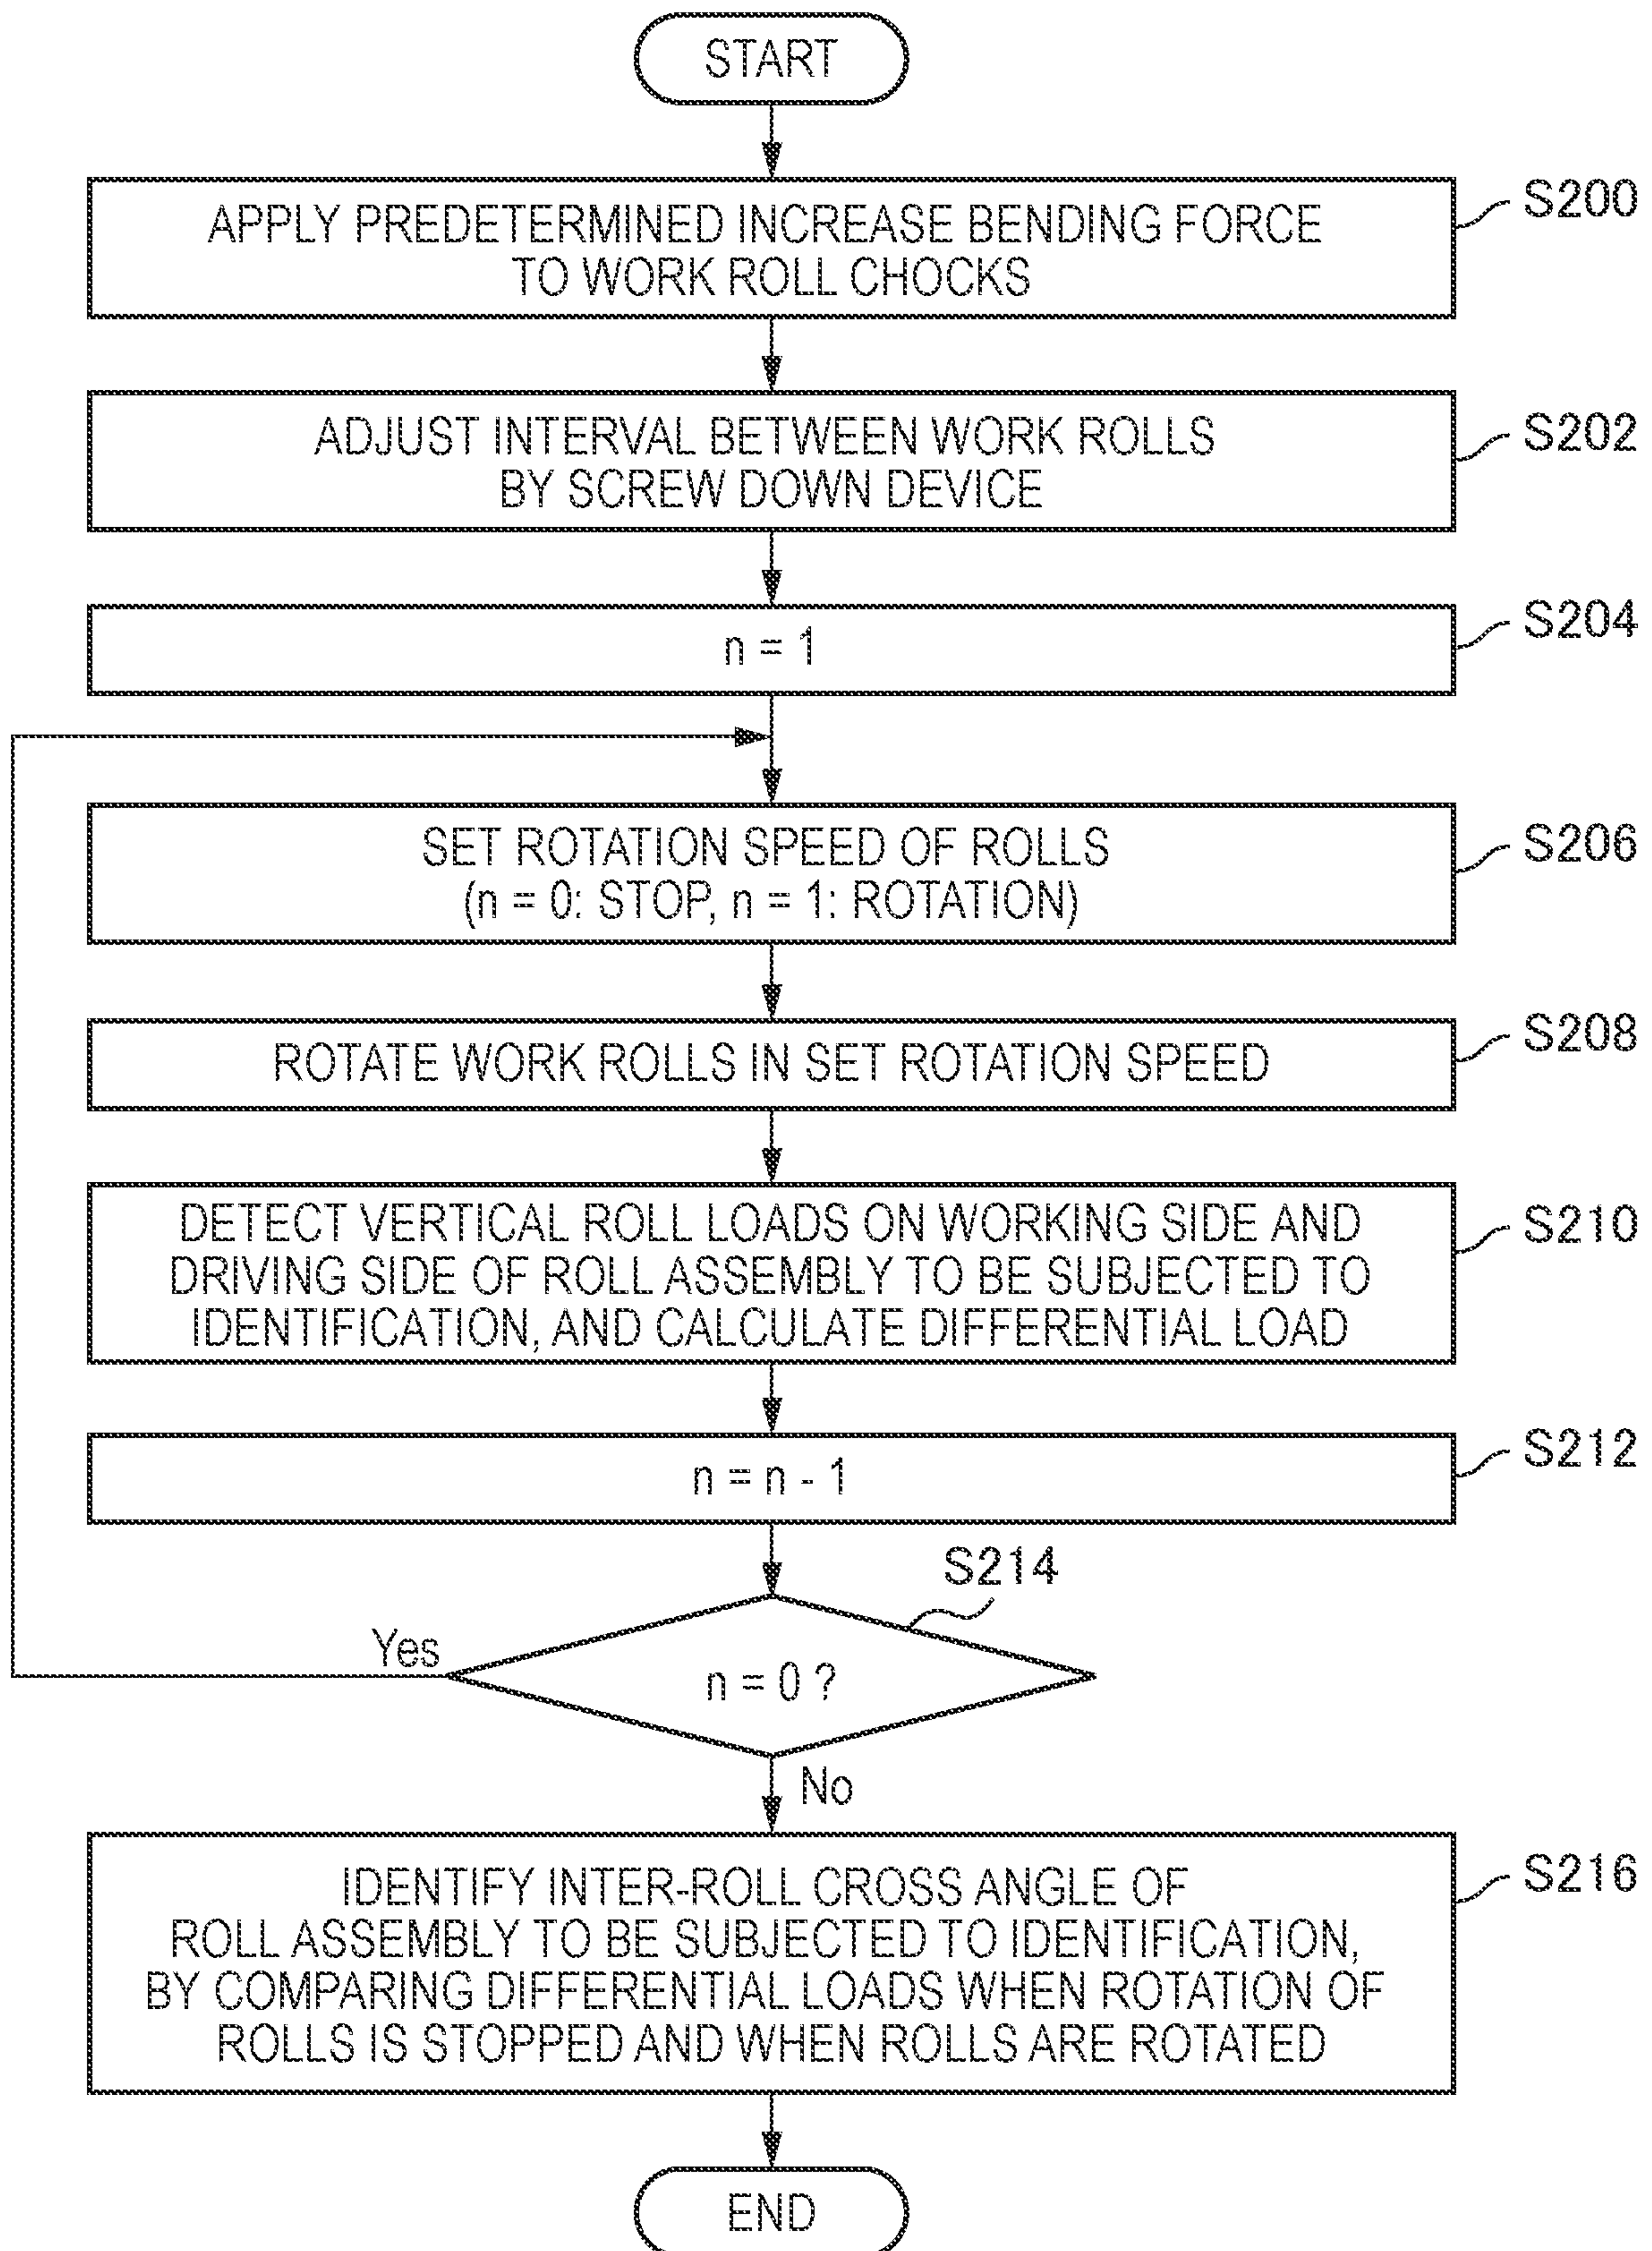 START
APPLY PREDETERMINED INCREASE BENDING FORCE
TO WORK ROLL CHOCKS
S200
ADJUST INTERVAL BETWEEN WORK ROLLS
BY SCREW DOWN DEVICE
S202
n = 1
S204
SET ROTATION SPEED OF ROLLS
(n = 0: STOP, n = 1: ROTATION)
S206
ROTATE WORK ROLLS IN SET ROTATION SPEED
S208
DETECT VERTICAL ROLL LOADS ON WORKING SIDE AND
DRIVING SIDE OF ROLL ASSEMBLY TO BE SUBJECTED TO
IDENTIFICATION, AND CALCULATE DIFFERENTIAL LOAD
S210
n = n - 1
S212
S214
Yes
n = 0 ?
No
IDENTIFY INTER-ROLL CROSS ANGLE OF
ROLL ASSEMBLY TO BE SUBJECTED TO IDENTIFICATION,
BY COMPARING DIFFERENTIAL LOADS WHEN ROTATION OF
ROLLS IS STOPPED AND WHEN ROLLS ARE ROTATED
S216
END